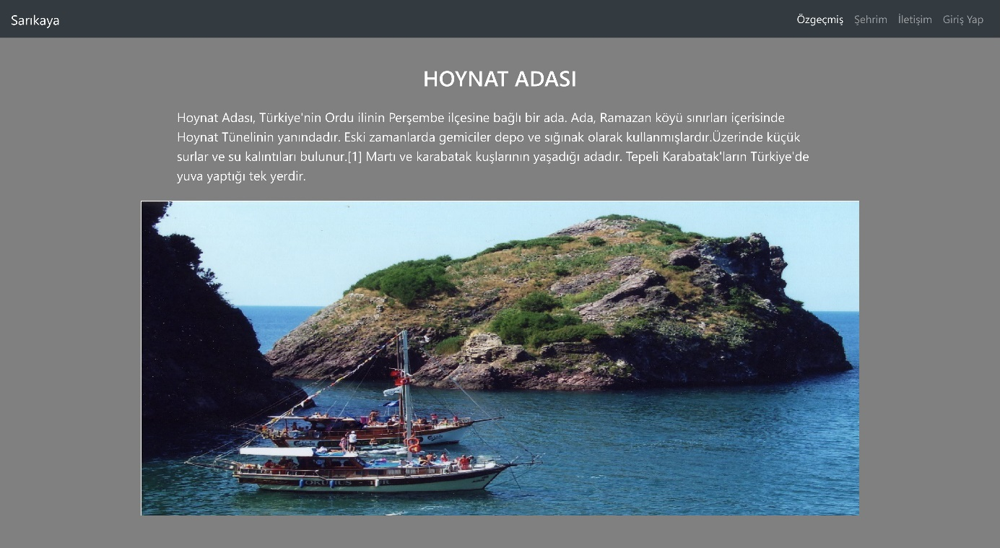 Sarıkaya
Özgeçmiş Şehrim İletişim Giriş Yap
HOYNAT ADASI
Hoynat Adası, Türkiye'nin Ordu ilinin Perşembe ilçesine bağlı bir ada. Ada, Ramazan köyü sınırları içerisinde
Hoynat Tünelinin yanındadır. Eski zamanlarda gemiciler depo ve sığınak olarak kullanmışlardır.Üzerinde küçük
surlar ve su kalıntıları bulunur.[1] Martı ve karabatak kuşlarının yaşadığı adadır. Tepeli Karabatak'ların Türkiye'de
yuva yaptığı tek yerdir.